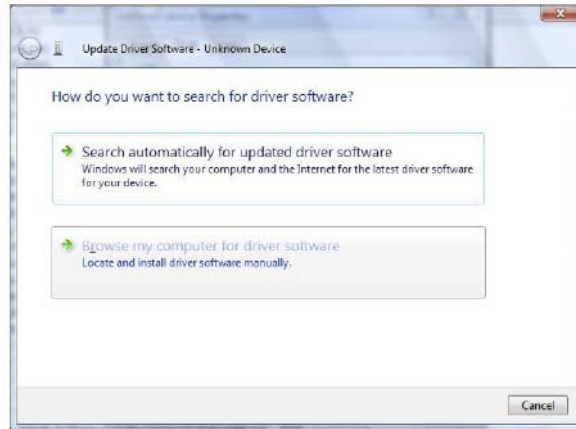 Update Driver Software - Unknown Device
How do you want to search for driver software?
Search automatically for updated driver software
Windows will search your computer and the Internet for the latest driver software
for your device.
Browse my computer for driver software
Locate and install driver software manually.
Cancel